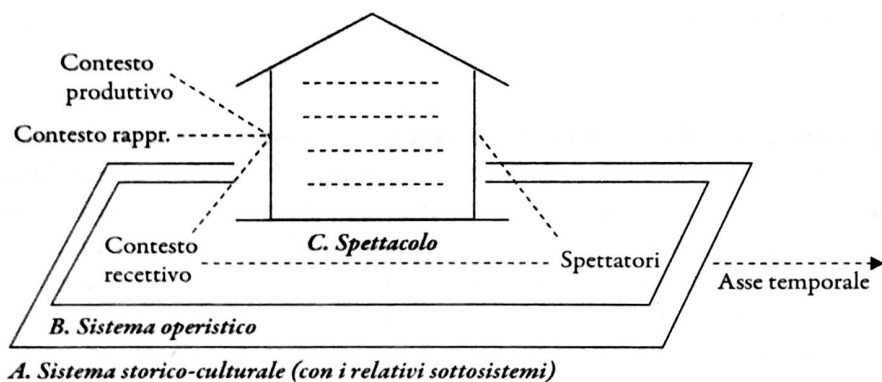 Contesto
produttivo
Contesto rappr.
C. Spettacolo
Contesto
recettivo
Spettatori
Asse temporale
B. Sistema operistico
A. Sistema storico-culturale (con i relativi sottosistemi)